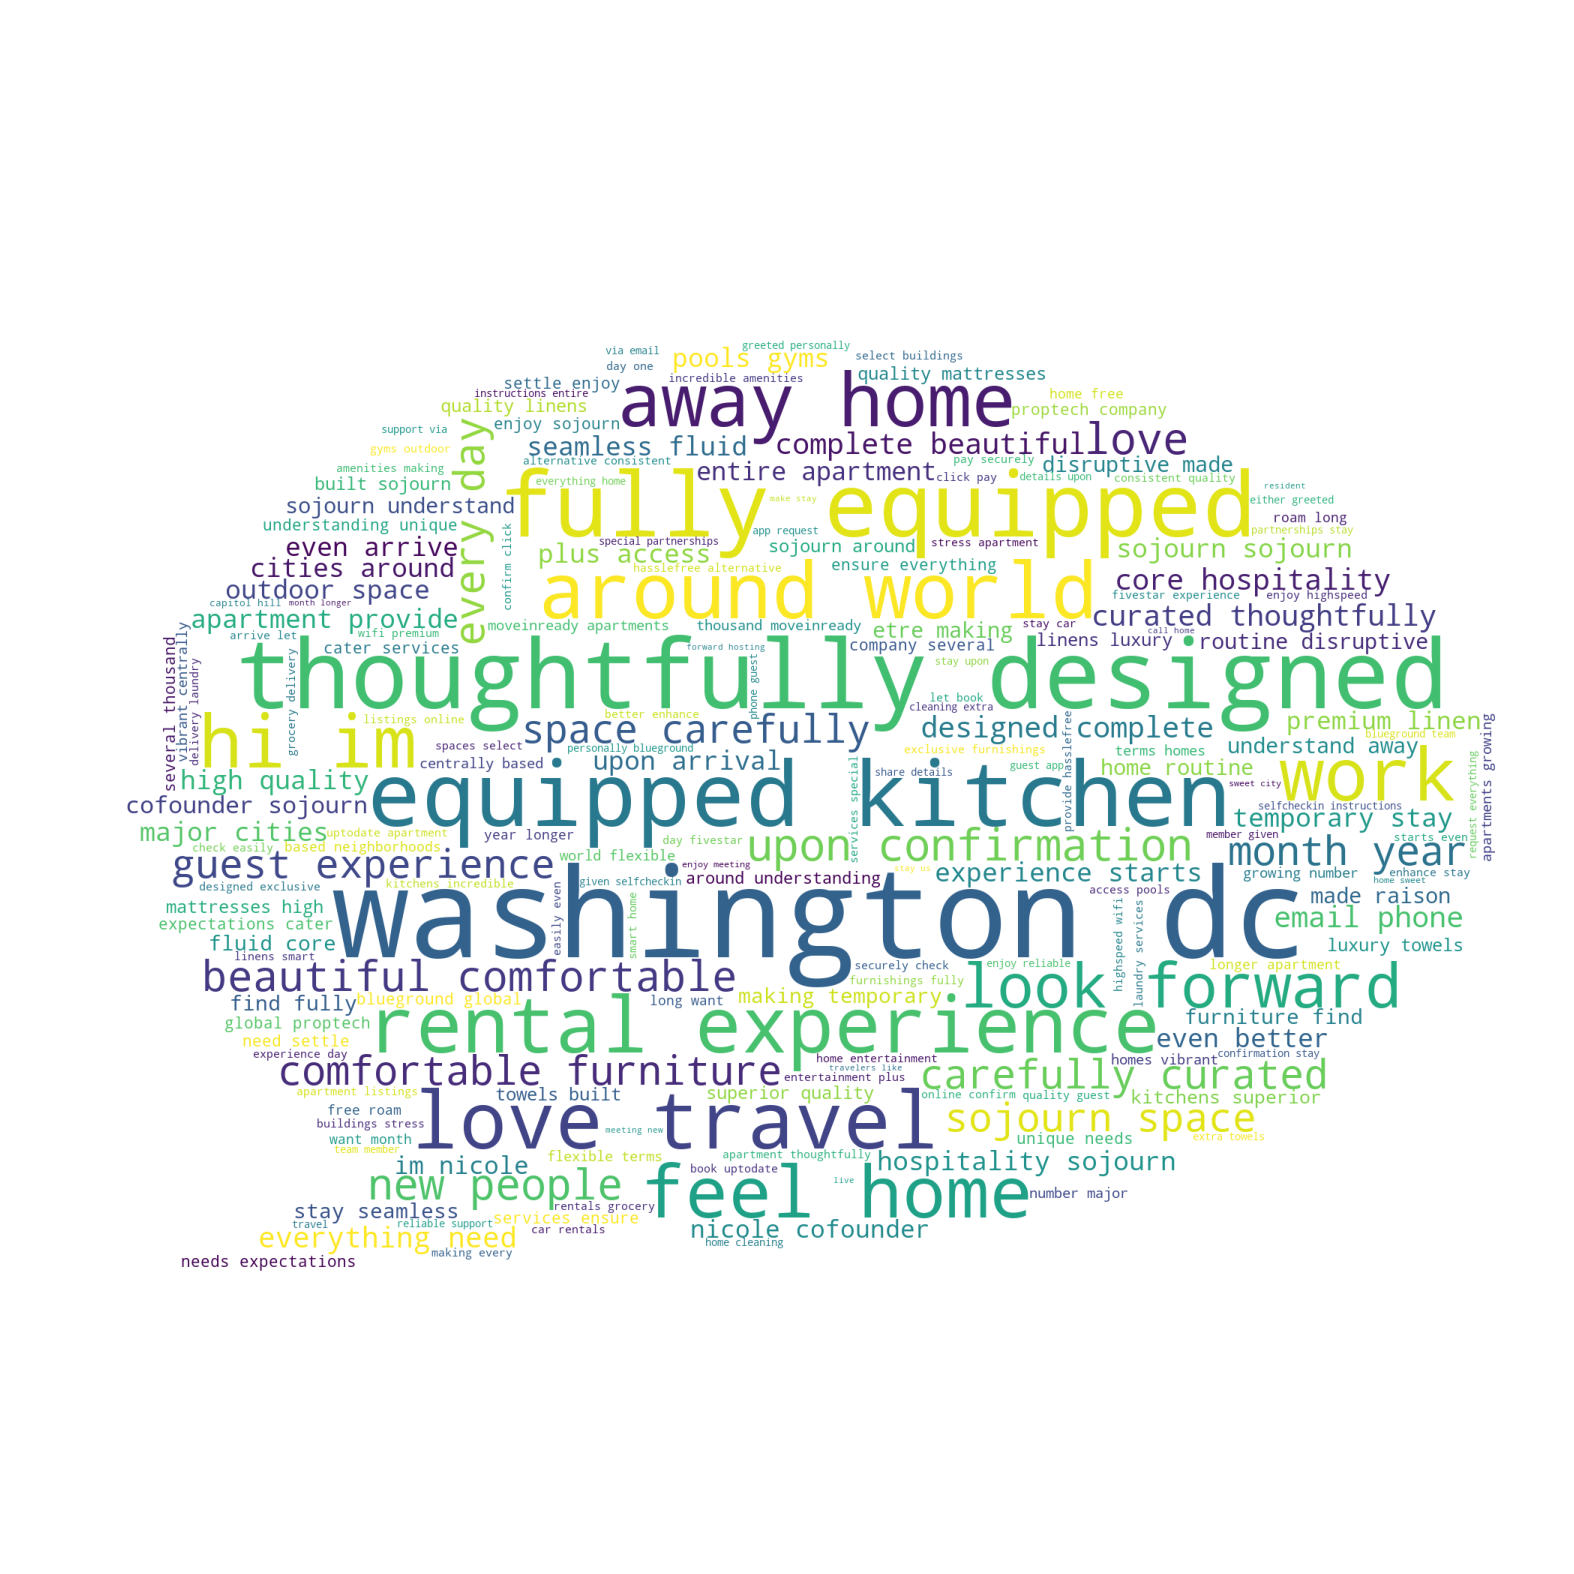 greeted personally
via email
pools gyms
select buildings
day one
incredible amenities
quality mattresses
settle enjoy
away home
instructions entire
home free
quality linens
proptech company
enjoy sojourn
support via
every day
seamless fluid
complete beautiful
love
gyms outdoor
alternative consistent
entire apartment
pay securely
disruptive made
amenities making
click pay
details upon
consistent quality
built sojourn
everything home
fully equipped
resident
make stay
either greeted
sojourn understand
roam long
understanding unique
confirm click
app request
partnerships stay
even arrive
special partnerships
plus access
sojourn around
stress apartment
sojourn sojourn
cities around
hasslefree alternative
around world
ensure everything
core hospitality
outdoor space
fivestar experience
enjoy highspeed
capitol hill
month longer
curated thoughtfully
apartment provide
wifi premium
moveinready apartments
thousand moveinready
etre making
stay car
call home
arrive let
cater services
company several
linens luxury
routine disruptive
forward hosting
several thousand
vibrant centrally
delivery laundry
grocery delivery
thoughtfully designed
phone guest
stay upon
let book
cleaning extra
hi im
listings online
better enhance
space carefully
designed complete
premium linen
blueground team
spaces select
personally blueground
exclusive furnishings
terms homes
understand away
centrally based
upon arrival
share details
guest app
home routine
work
high quality
equipped kitchen
provide hasslefree
sweet city
request everything
apartments growing
cofounder sojourn
selfcheckin instructions
temporary stay
major cities
uptodate apartment
year longer
day fivestar
services special
upon confirmation
member given
starts even
check easily
based neighborhoods
world flexible
enjoy meeting
month year
guest experience
stay us
experience starts
growing number
enhance stay
designed exclusive
kitchens incredible
given selfcheckin
around understanding
home sweet
access pools
made raison
mattresses high
washington dc
expectations cater
easily even
smart home
highspeed wifi
laundry services
email phone
fluid core
luxury towels
linens smart
securely check
enjoy reliable
longer apartment
beautiful comfortable
furnishings fully
look forward
find fully
blueground global
long want
making temporary
furniture find
global proptech
rental experience
need settle
even better
experience day
home entertainment
homes vibrant
confirmation stay
comfortable furniture
travelers like
entertainment plus
carefully curated
apartment listings
towels built
superior quality
online confirm
quality guest
kitchens superior
free roam
love travel
sojourn space
buildings stress
want month
meeting new
unique needs
extra towels
team member
im nicole
flexible terms
apartment thoughtfully
book uptodate
hospitality sojourn
new people
feel home
live
number major
stay seamless
rentals grocery
services ensure
travel
reliable support
car rentals
nicole cofounder
everything need
home cleaning
making every
needs expectations